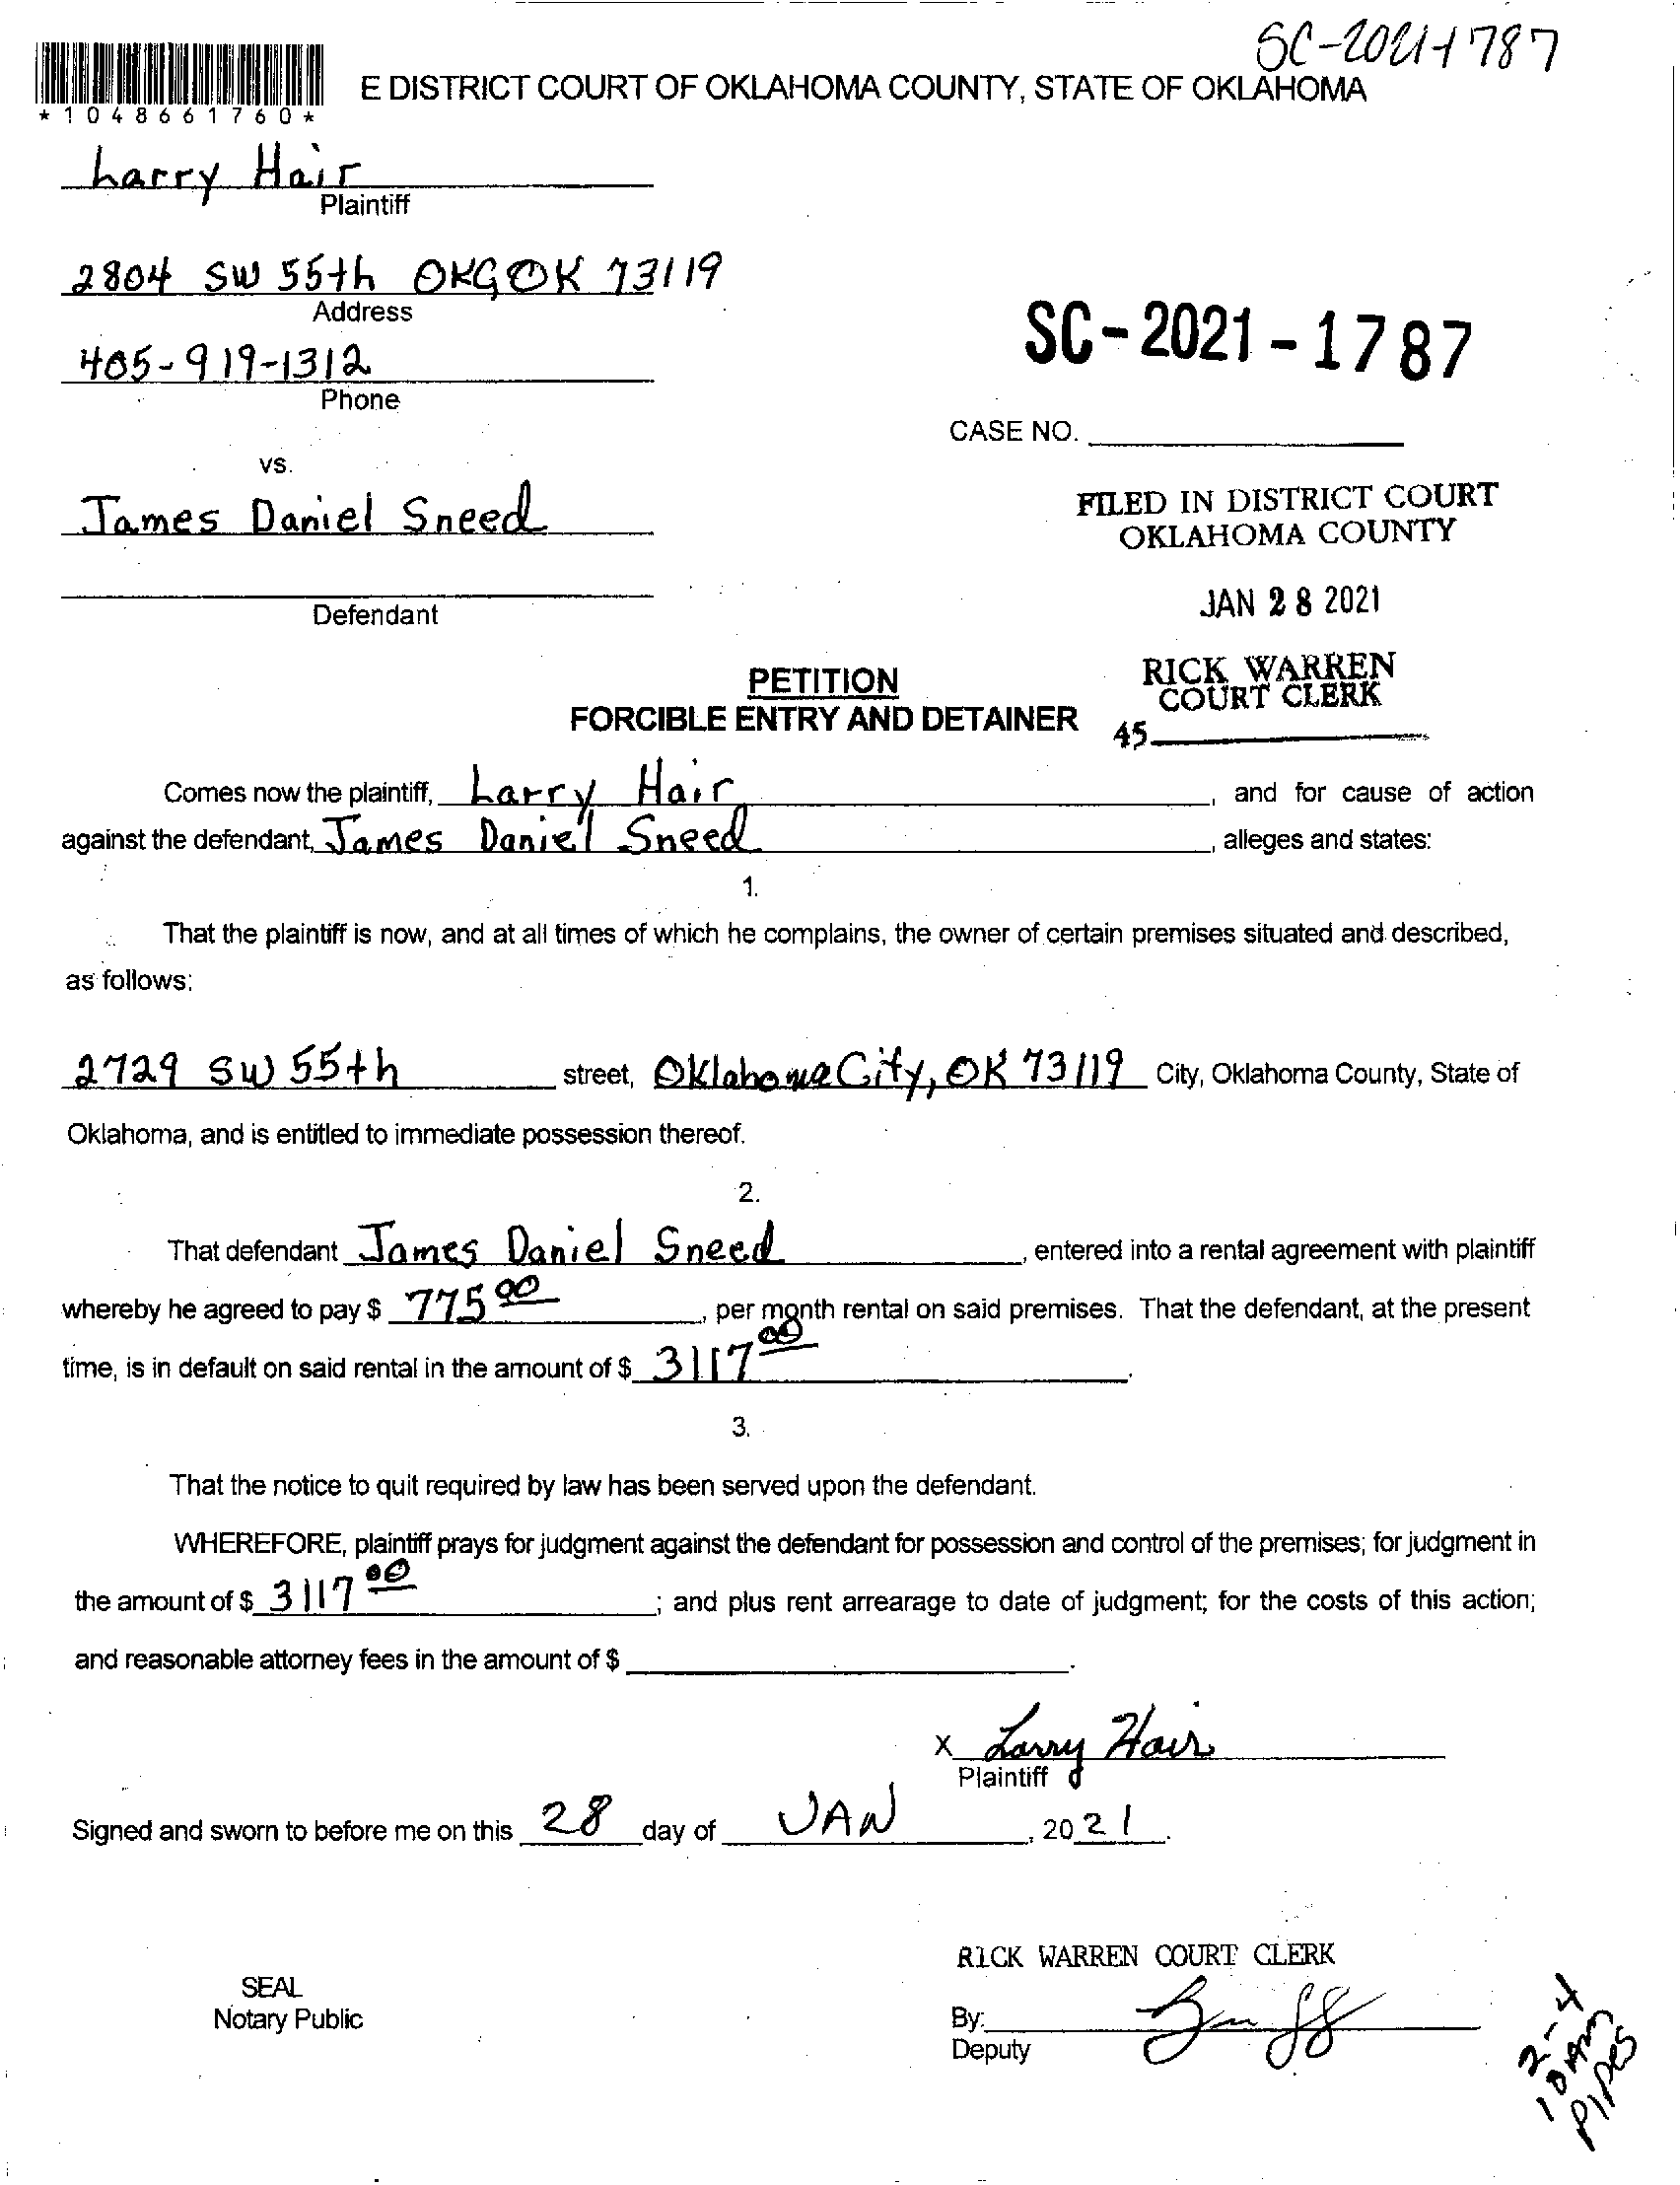 SC-2021-1787
E DISTRICT COURT OF OKLAHOMA COUNTY, STATE OF OKLAHOMA
*1048661760*
Larry Hair
Plaintiff
2804 SW 55th OKC OK 73119
Address
405-919-1312
Phone
SC-2021-1787
CASE NO.
vs.
James Daniel Sneed
Defendant
FILED IN DISTRICT COURT
OKLAHOMA COUNTY
JAN 28 2021
RICK WARREN
COURT CLERK
45
PETITION
FORCIBLE ENTRY AND DETAINER
Comes now the plaintiff, Larry Hair, and for cause of action
against the defendant, James Daniel Sneed, alleges and states:
1.
That the plaintiff is now, and at all times of which he complains, the owner of certain premises situated and described,
as follows:
2729 SW 55th street, Oklahoma City, OK 73119 City, Oklahoma County, State of
Oklahoma, and is entitled to immediate possession thereof.
2.
That defendant James Daniel Sneed, entered into a rental agreement with plaintiff
whereby he agreed to pay $ 775 00, per month rental on said premises. That the defendant, at the present
time, is in default on said rental in the amount of $ 3117 00.
3.
That the notice to quit required by law has been served upon the defendant.
WHEREFORE, plaintiff prays for judgment against the defendant for possession and control of the premises; for judgment in
the amount of $ 3117 00; and plus rent arrearage to date of judgment; for the costs of this action;
and reasonable attorney fees in the amount of $.
X Larry Hair
Plaintiff
Signed and sworn to before me on this 28 day of JAN, 2021.
RICK WARREN COURT CLERK
SEAL
Notary Public
By:
Deputy
2-4
10 Am
PIPES